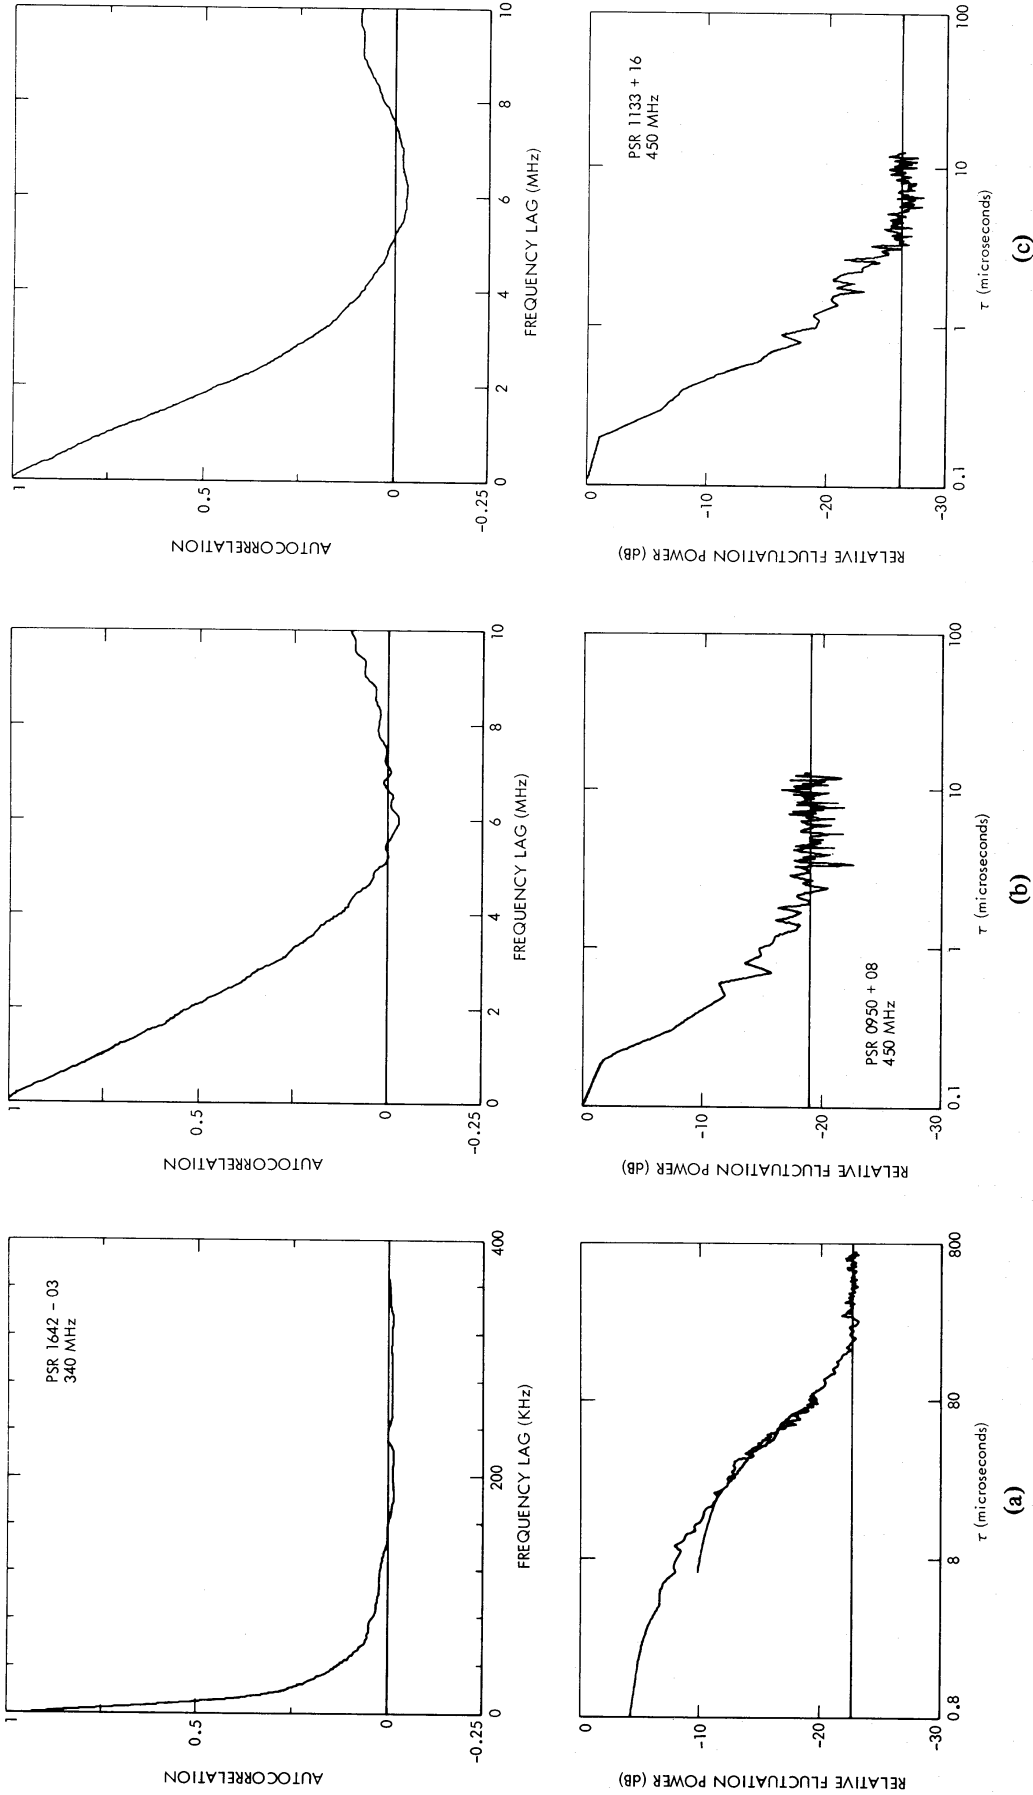 1
0.5
0
-0.25
AUTOCORRELATION
0
200
400
FREQUENCY LAG (KHz)
PSR 1642 - 03
340 MHz
0
-10
-20
-30
RELATIVE FLUCTUATION POWER (dB)
0.8
8
80
800
τ (microseconds)
(a)
1
0.5
0
-0.25
AUTOCORRELATION
0
2
4
6
8
10
FREQUENCY LAG (MHz)
0
-10
-20
-30
RELATIVE FLUCTUATION POWER (dB)
PSR 0950 + 08
450 MHz
0.1
1
10
100
τ (microseconds)
(b)
1
0.5
0
-0.25
AUTOCORRELATION
0
2
4
6
8
10
FREQUENCY LAG (MHz)
0
-10
-20
-30
RELATIVE FLUCTUATION POWER (dB)
PSR 1133 + 16
450 MHz
0.1
1
10
100
τ (microseconds)
(c)